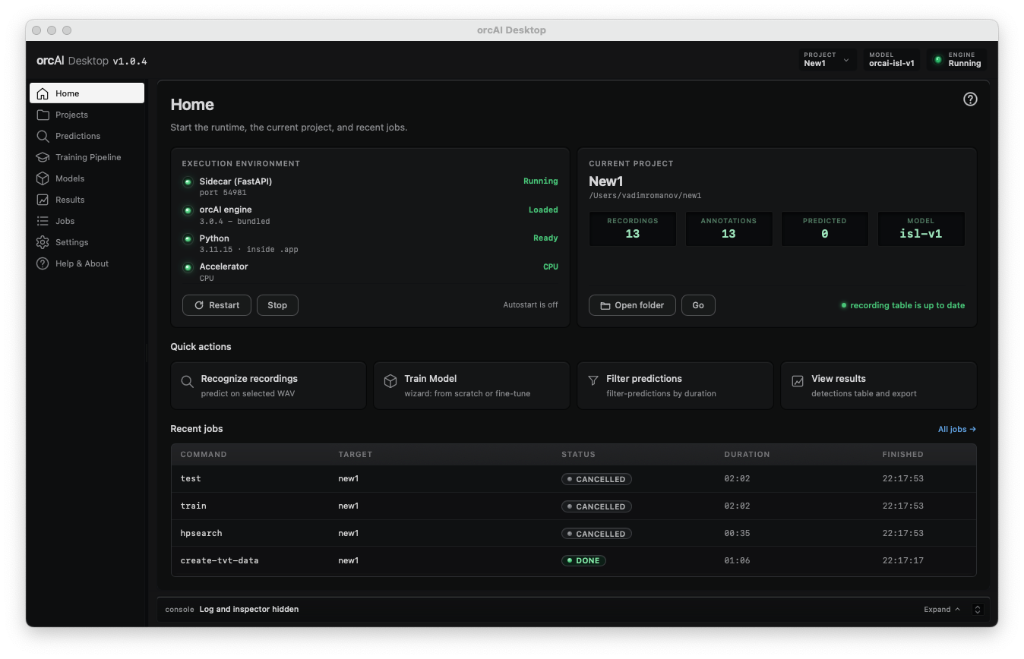 orcAI Desktop
orcAI Desktop v1.0.4
PROJECT
New1
MODEL
orcai-isl-v1
ENGINE
Running
Home
Projects
Predictions
Training Pipeline
Models
Results
Jobs
Settings
Help & About
Home
Start the runtime, the current project, and recent jobs.
EXECUTION ENVIRONMENT
Sidecar (FastAPI)
port 54981
Running
orcAI engine
3.0.4 – bundled
Loaded
Python
3.11.15 · inside .app
Ready
Accelerator
CPU
CPU
Restart
Stop
Autostart is off
CURRENT PROJECT
New1
/Users/vadimromanov/new1
RECORDINGS
13
ANNOTATIONS
13
PREDICTED
0
MODEL
isl-v1
Open folder
Go
recording table is up to date
Quick actions
Recognize recordings
predict on selected WAV
Train Model
wizard: from scratch or fine-tune
Filter predictions
filter-predictions by duration
View results
detections table and export
Recent jobs
All jobs →
COMMAND TARGET STATUS DURATION FINISHED
test new1 CANCELLED 02:02 22:17:53
train new1 CANCELLED 02:02 22:17:53
hpsearch new1 CANCELLED 00:35 22:17:53
create-tvt-data new1 DONE 01:06 22:17:17
console Log and inspector hidden
Expand